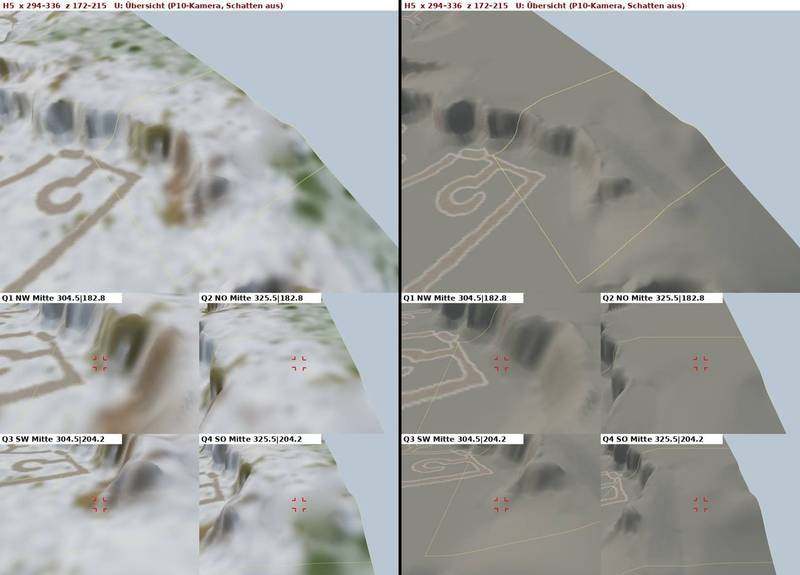 H5 x 294-336 z 172-215 U: Übersicht (P10-Kamera, Schatten aus)
H5 x 294-336 z 172-215 U: Übersicht (P10-Kamera, Schatten aus)
Q1 NW Mitte 304.5|182.8
Q2 NO Mitte 325.5|182.8
Q1 NW Mitte 304.5|182.8
Q2 NO Mitte 325.5|182.8
Q3 SW Mitte 304.5|204.2
Q4 SO Mitte 325.5|204.2
Q3 SW Mitte 304.5|204.2
Q4 SO Mitte 325.5|204.2